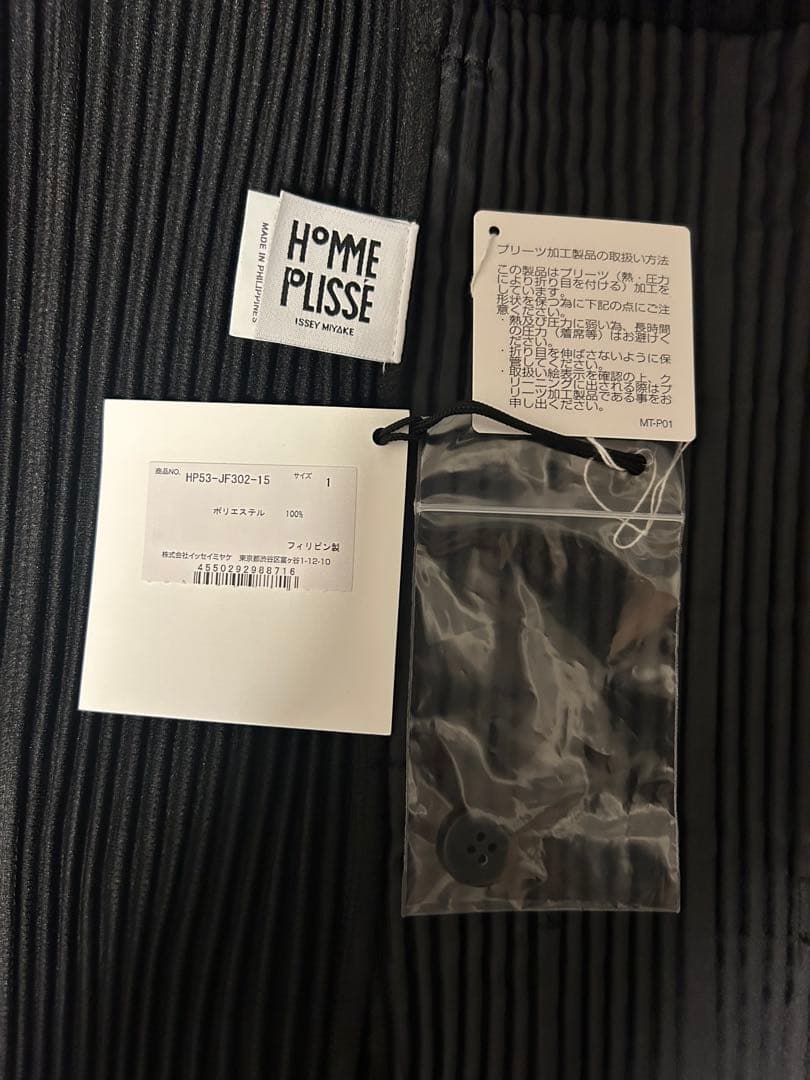 MADE IN PHILIPPINES
HOMME
PLISSÉ
ISSEY MIYAKE
プリーツ加工製品の取扱い方法
この製品はプリーツ（熱・圧力
により折り目を付ける）加工を
しています。
形状を保つ為に下記の点にご注
意ください。
・熱及び圧力に弱い為、長時間
の圧力（着席等）はお避けく
ださい。
・折り目を伸ばさないように保
管してください。
・取扱い絵表示を確認の上、ク
リーニングに出される際はプ
リーツ加工製品である事をお
申し出ください。
MT-P01
商品NO. HP53-JF302-15 サイズ 1
ポリエステル 100%
フィリピン製
株式会社イッセイミヤケ 東京都渋谷区富ヶ谷1-12-10
4550292988716